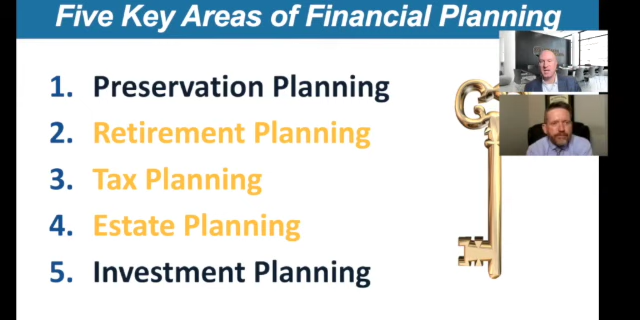 Five Key Areas of Financial Planning
1. Preservation Planning
2. Retirement Planning
3. Tax Planning
4. Estate Planning
5. Investment Planning